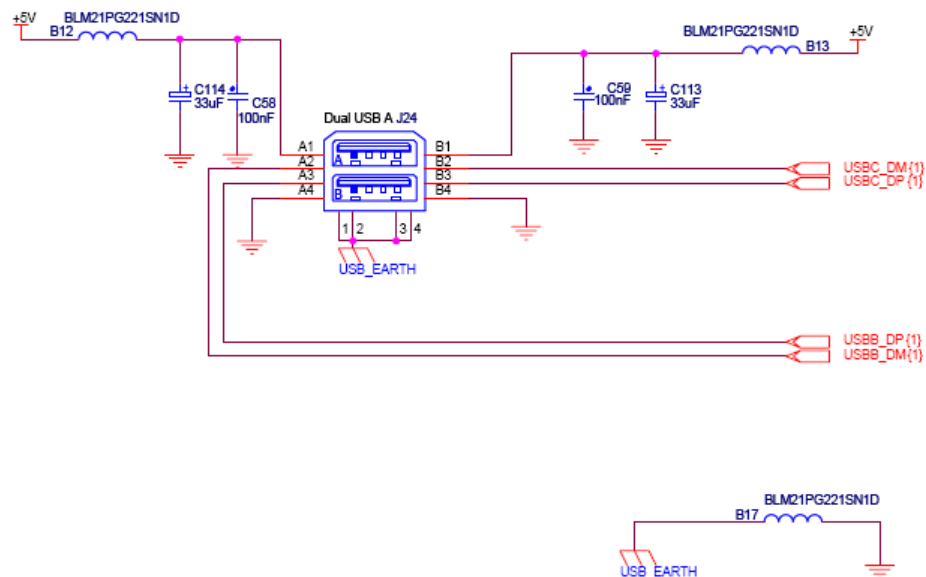 +5V
BLM21PG221SN1D
B12
BLM21PG221SN1D
+5V
B13
+
C114
33uF
C58
100nF
C59
100nF
+
C113
33uF
Dual USB A J24
A1
A2
A3
A4
A
B
B1
B2
B3
B4
1 2 3 4
USB_EARTH
USBC_DM{1}
USBC_DP{1}
USBB_DP{1}
USBB_DM{1}
BLM21PG221SN1D
B17
USB_EARTH